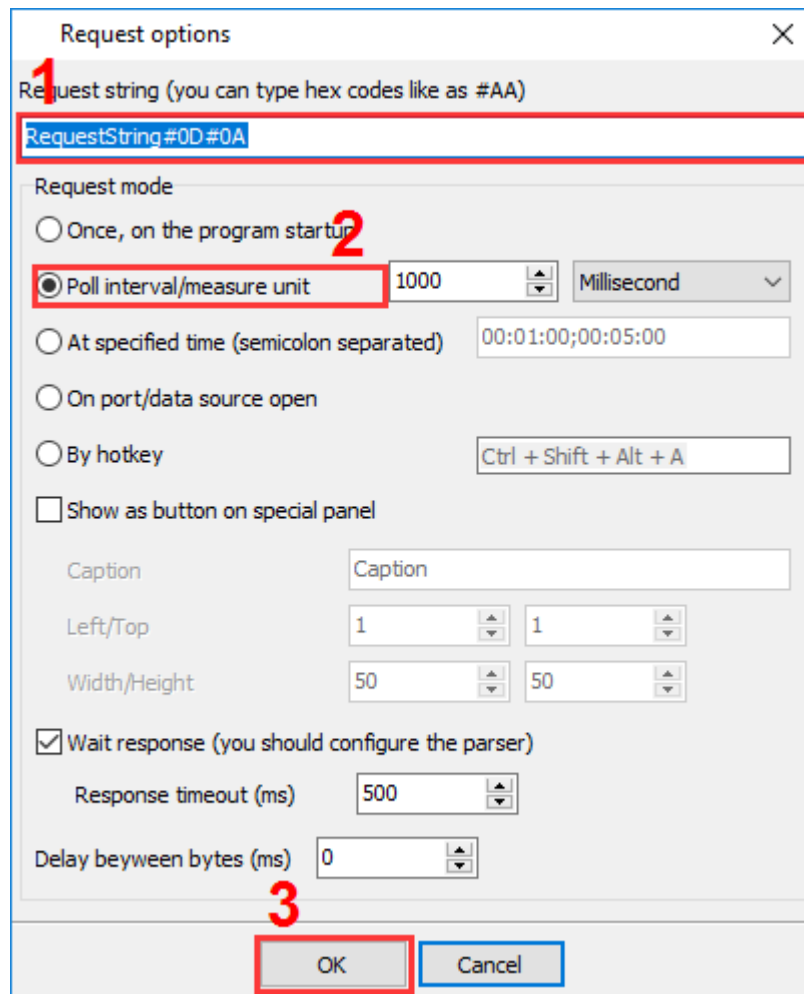 Request options
1
Request string (you can type hex codes like as #AA)
RequestString#0D#0A
Request mode
Once, on the program startup
2
Poll interval/measure unit 1000 Millisecond
At specified time (semicolon separated) 00:01:00;00:05:00
On port/data source open
By hotkey Ctrl + Shift + Alt + A
Show as button on special panel
Caption Caption
Left/Top 1 1
Width/Height 50 50
Wait response (you should configure the parser)
Response timeout (ms) 500
Delay beyween bytes (ms) 0
3
OK Cancel